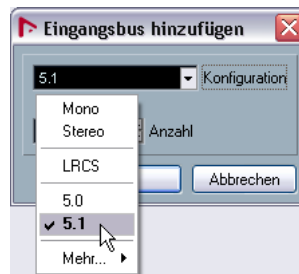 Eingangsbus hinzufügen
5.1 Konfiguration
Mono
Stereo
Anzahl
LRCS
5.0
Abbrechen
5.1
Mehr...